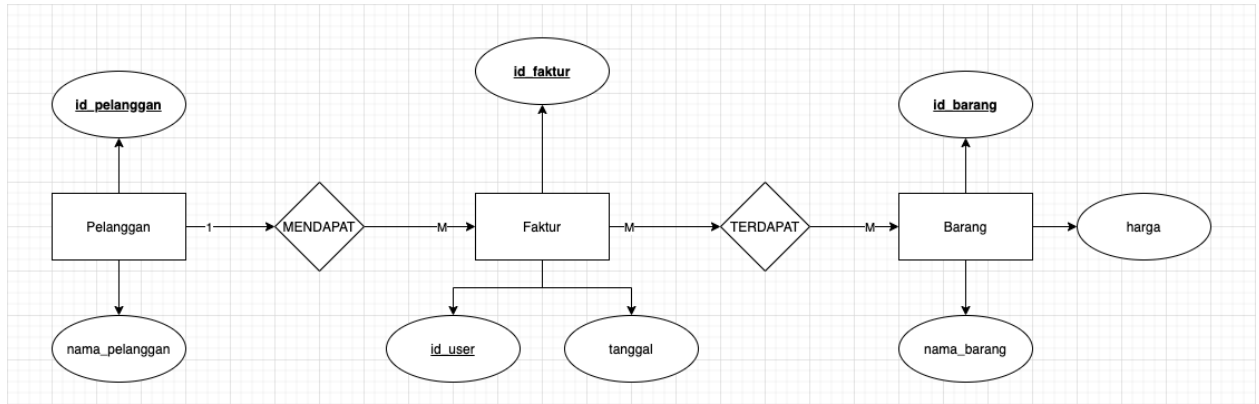 id_faktur
id_pelanggan
id_barang
Pelanggan
1
MENDAPAT
M
Faktur
M
TERDAPAT
M
Barang
harga
nama_pelanggan
id_user
tanggal
nama_barang